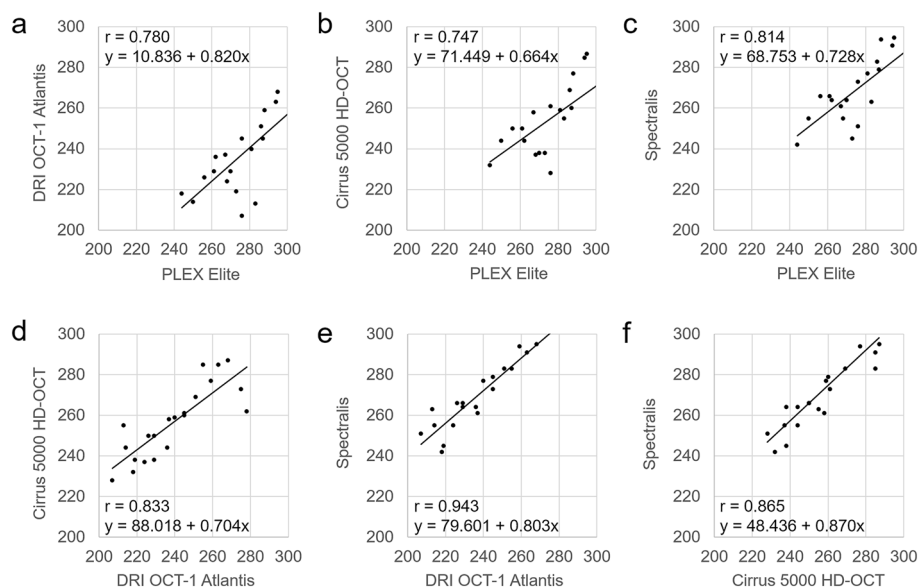 a
300
r = 0.780
y = 10.836 + 0.820x
280
260
240
220
200
DRI OCT-1 Atlantis
200 220 240 260 280 300
PLEX Elite
b
300
r = 0.747
y = 71.449 + 0.664x
280
260
240
220
200
Cirrus 5000 HD-OCT
200 220 240 260 280 300
PLEX Elite
c
300
r = 0.814
y = 68.753 + 0.728x
280
260
240
220
200
Spectralis
200 220 240 260 280 300
PLEX Elite
d
300
280
260
240
220
200
Cirrus 5000 HD-OCT
r = 0.833
y = 88.018 + 0.704x
200 220 240 260 280 300
DRI OCT-1 Atlantis
e
300
280
260
240
220
200
Spectralis
r = 0.943
y = 79.601 + 0.803x
200 220 240 260 280 300
DRI OCT-1 Atlantis
f
300
280
260
240
220
200
Spectralis
r = 0.865
y = 48.436 + 0.870x
200 220 240 260 280 300
Cirrus 5000 HD-OCT